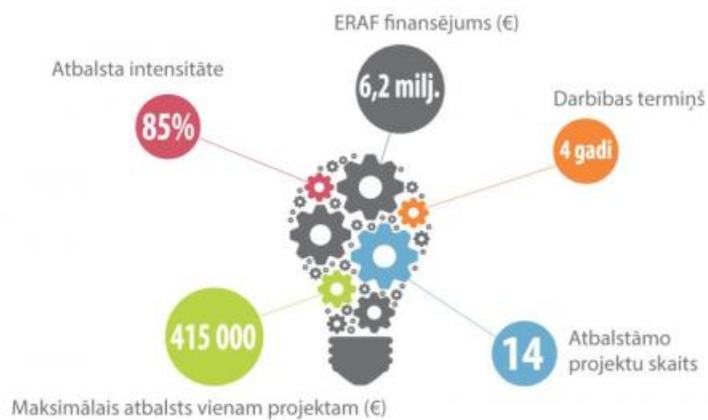 ERAF finansējums (€)
6,2 milj.
Atbalsta intensitāte
85%
Darbības termiņš
4 gadi
415 000
Maksimālais atbalsts vienam projektam (€)
14
Atbalstāmo
projektu skaits